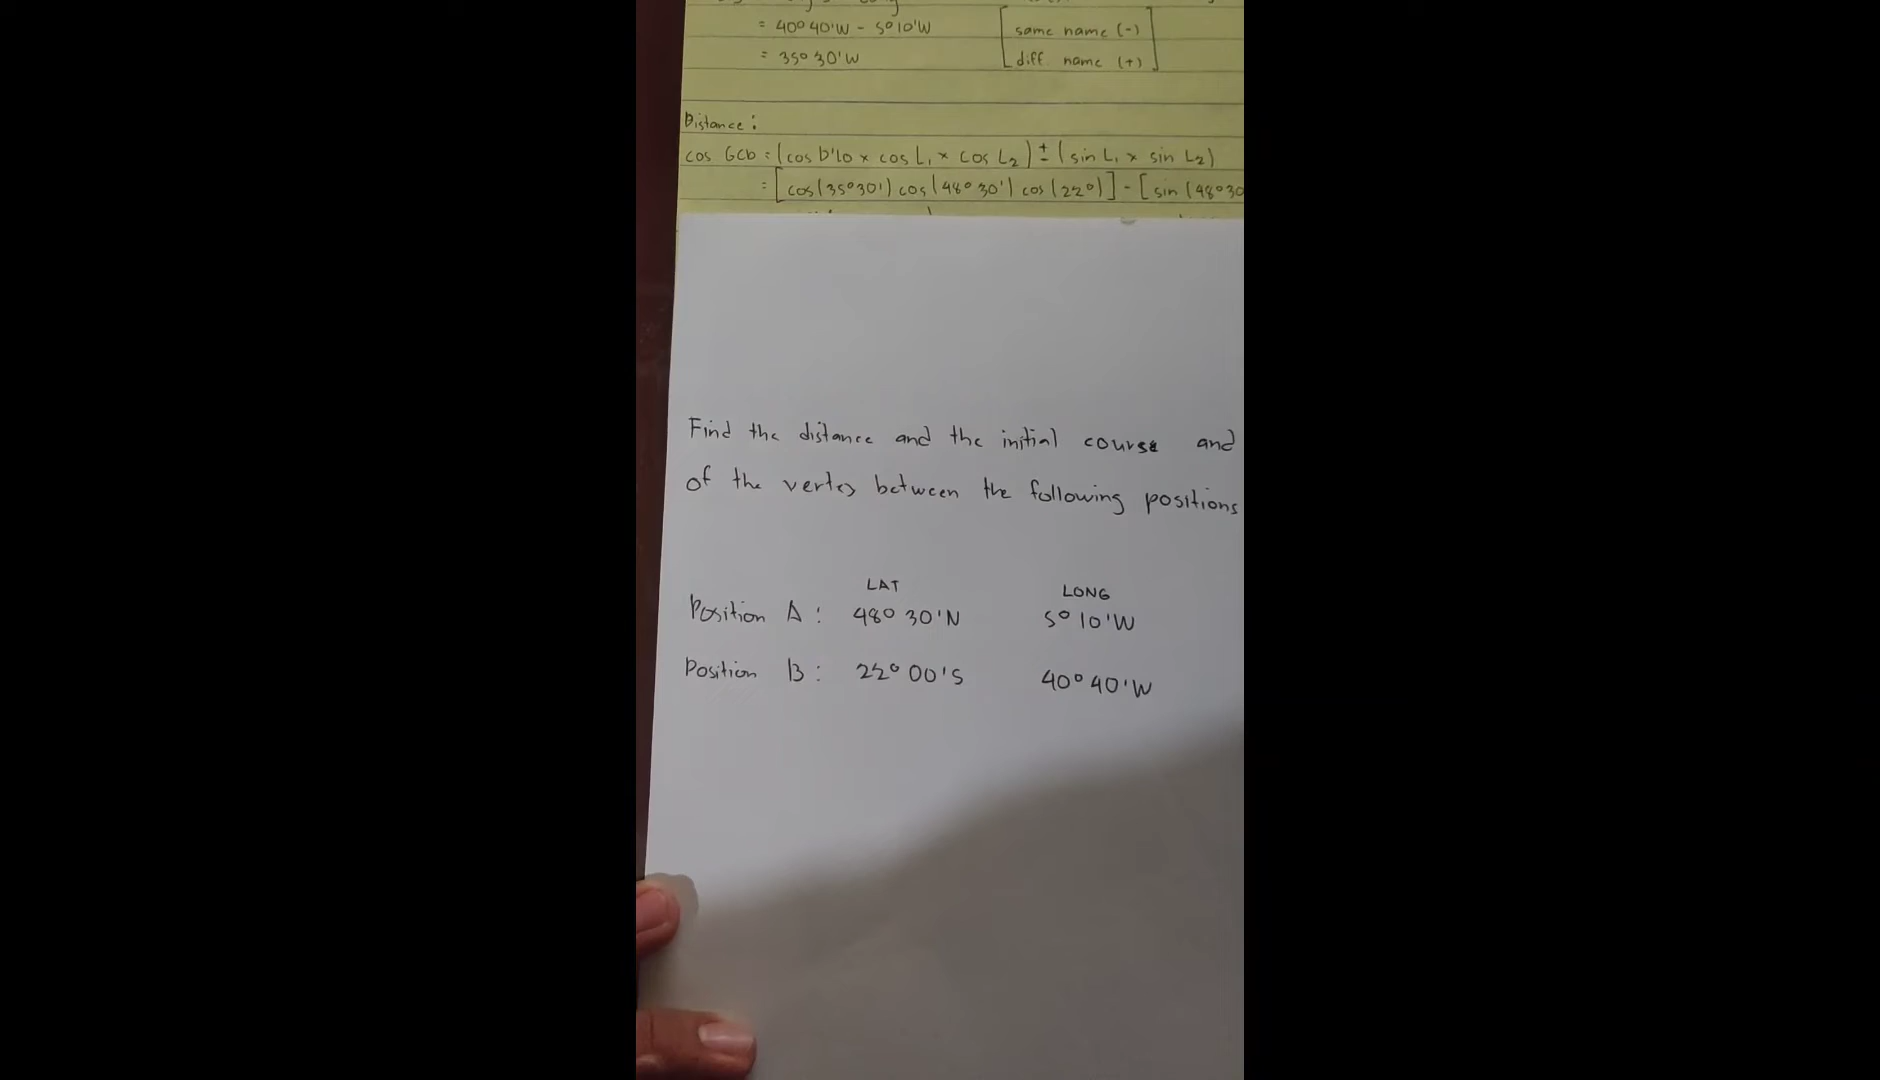 = 40° 40'W - 5° 10'W
same name (-)
= 35° 30'W
diff name (+)
Distance:
cos GCD = (cos D'Lo × cos L₁ × cos L₂) ± (sin L₁ × sin L₂)
= [cos(35°30') cos(48° 30') cos(22°)] - [sin (48°30
Find the distance and the initial course and
of the vertex between the following positions
LAT LONG
Position A: 48° 30'N 5° 10'W
Position B: 22° 00'S 40° 40'W